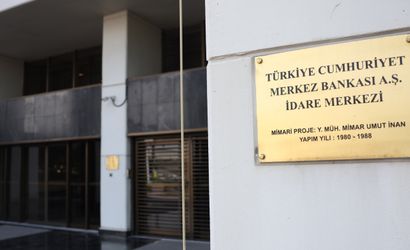 TÜRKİYE CUMHURİYET
MERKEZ BANKASI A.Ş.
İDARE MERKEZİ
MİMARİ PROJE: Y. MÜH. MİMAR UMUT İNAN
YAPIM YILI : 1980 - 1988